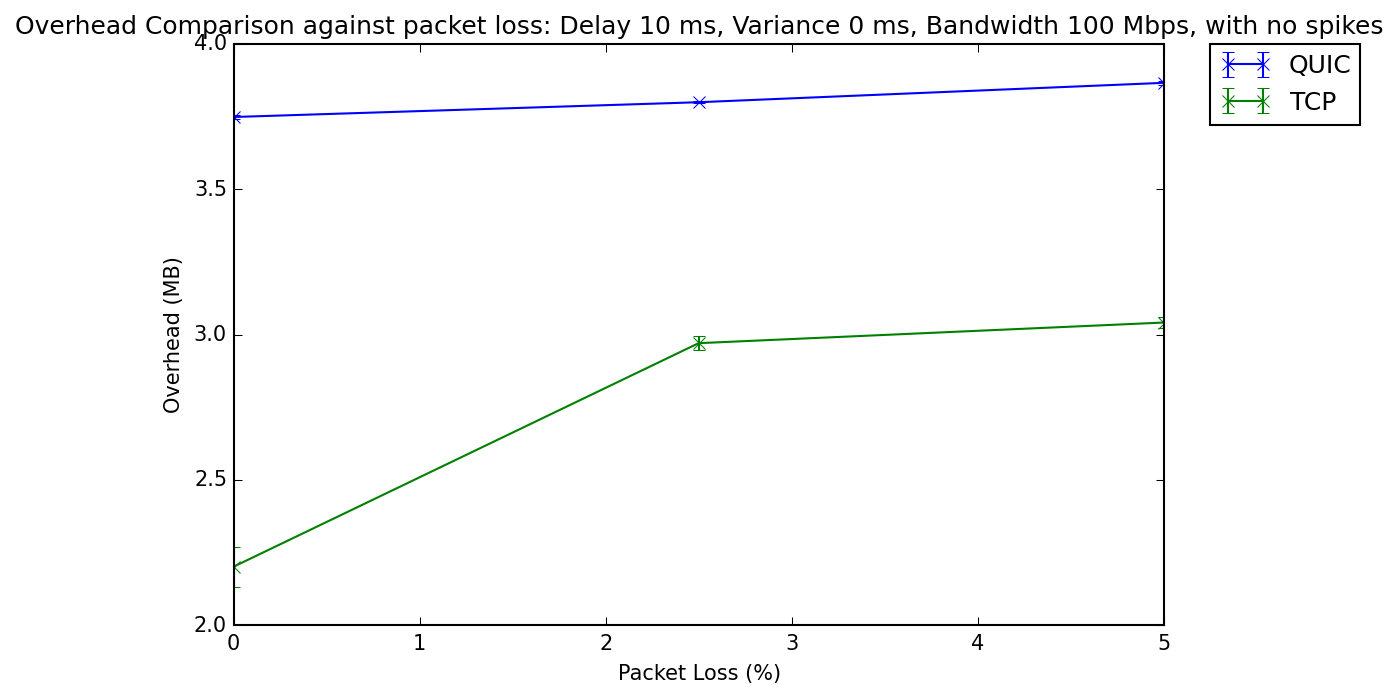 Overhead Comparison against packet loss: Delay 10 ms, Variance 0 ms, Bandwidth 100 Mbps, with no spikes
4.0
3.5
3.0
2.5
2.0
Overhead (MB)
0 1 2 3 4 5
Packet Loss (%)
QUIC
TCP